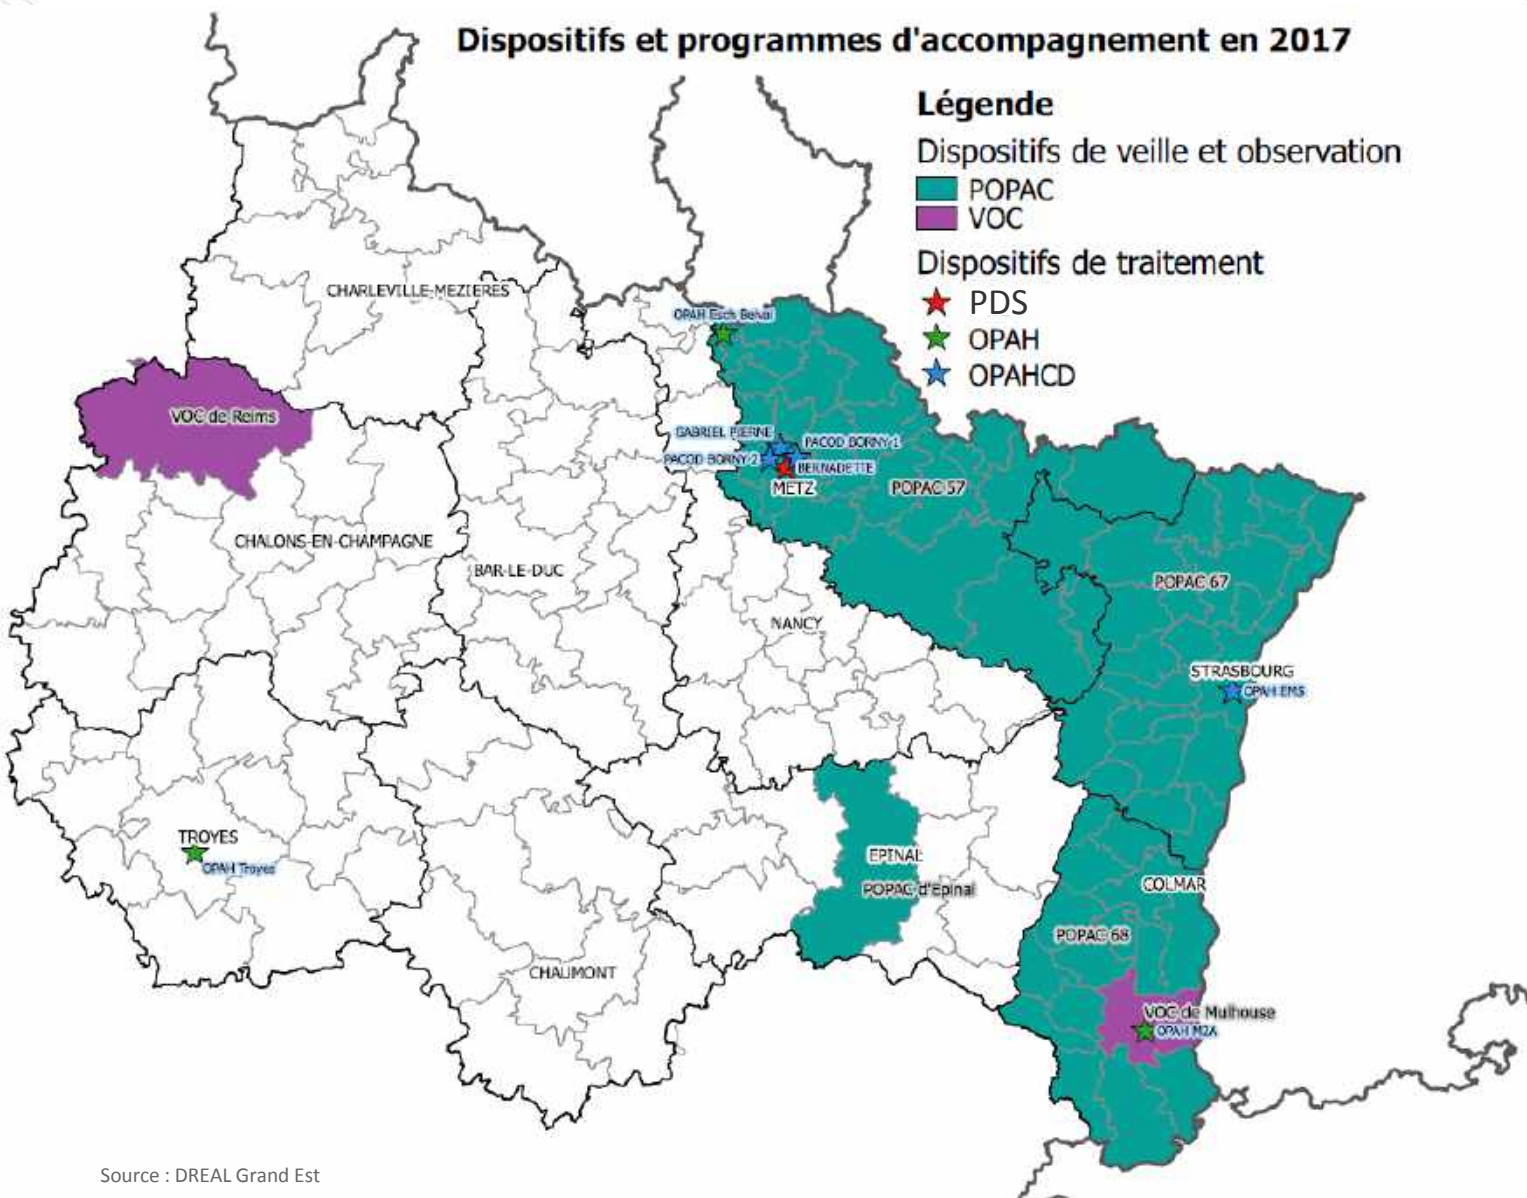 Dispositifs et programmes d'accompagnement en 2017
Légende
Dispositifs de veille et observation
POPAC
VOC
Dispositifs de traitement
PDS
OPAH
OPAHCD
CHARLEVILLE-MEZIERES
OPAH Esch Belval
VOC de Reims
GABRIEL PIERNE
PACOD BORNY-1
PACOD BORNY-2
BERNADETTE
METZ
POPAC 57
CHALONS-EN-CHAMPAGNE
BAR-LE-DUC
POPAC 67
NANCY
STRASBOURG
OPAH EMS
TROYES
OPAH Troyes
EPINAL
POPAC d'Epinal
COLMAR
POPAC 68
CHAUMONT
VOC de Mulhouse
OPAH M2A
Source : DREAL Grand Est